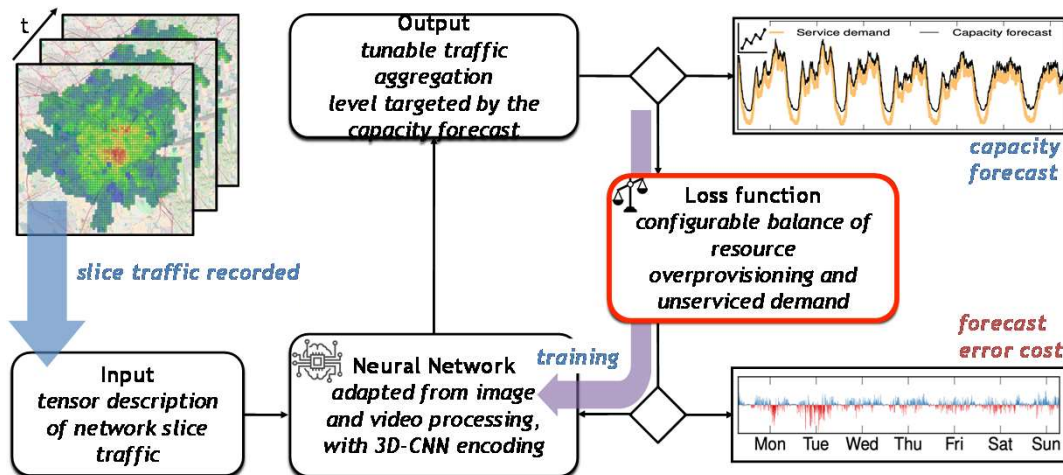 t
slice traffic recorded
Input
tensor description
of network slice
traffic
Output
tunable traffic
aggregation
level targeted by the
capacity forecast
Neural Network
adapted from image
and video processing,
with 3D-CNN encoding
training
Loss function
configurable balance of
resource
overprovisioning and
unserviced demand
Service demand
Capacity forecast
capacity
forecast
forecast
error cost
Mon Tue Wed Thu Fri Sat Sun